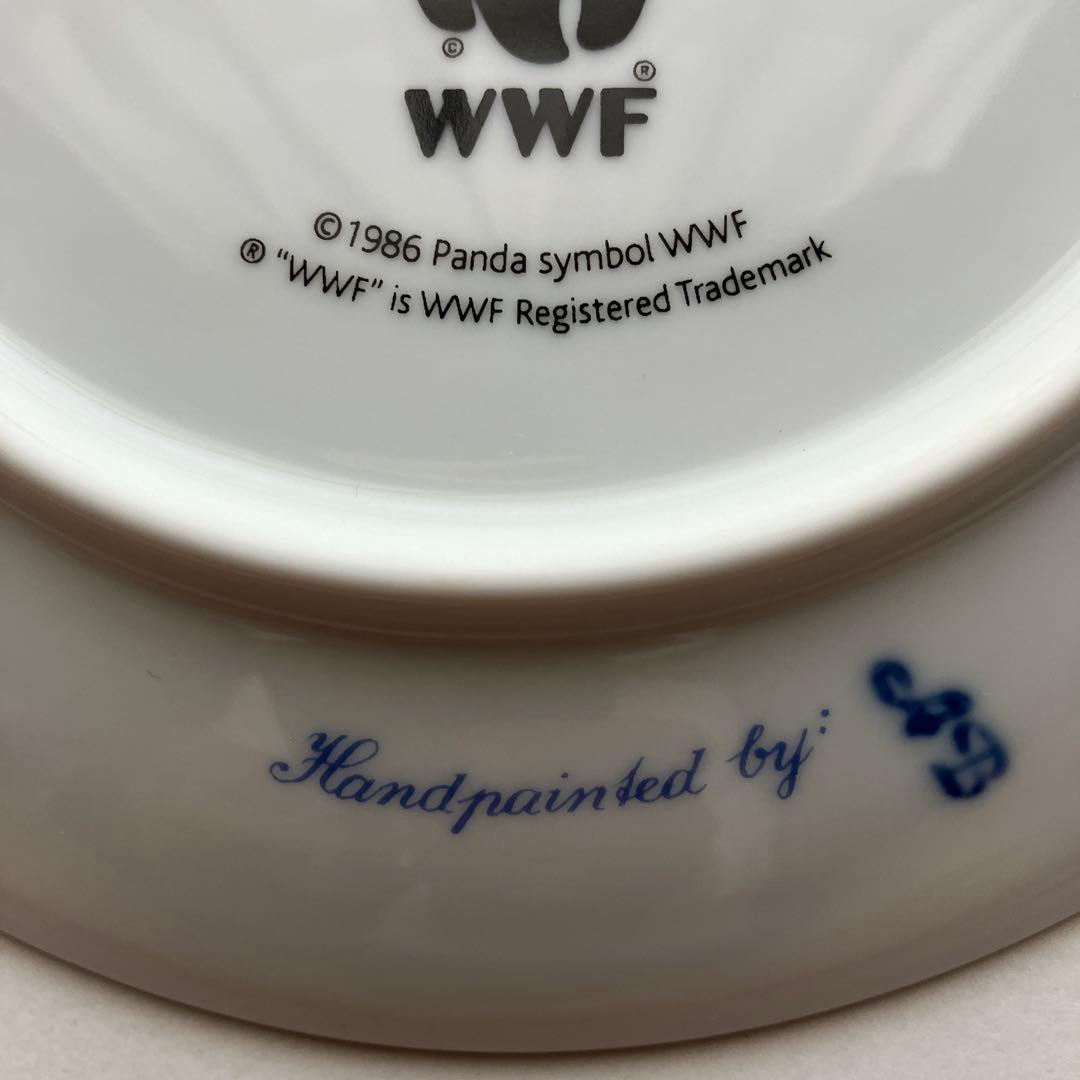 ©
®
WWF
©1986 Panda symbol WWF
® "WWF" is WWF Registered Trademark
Handpainted by: